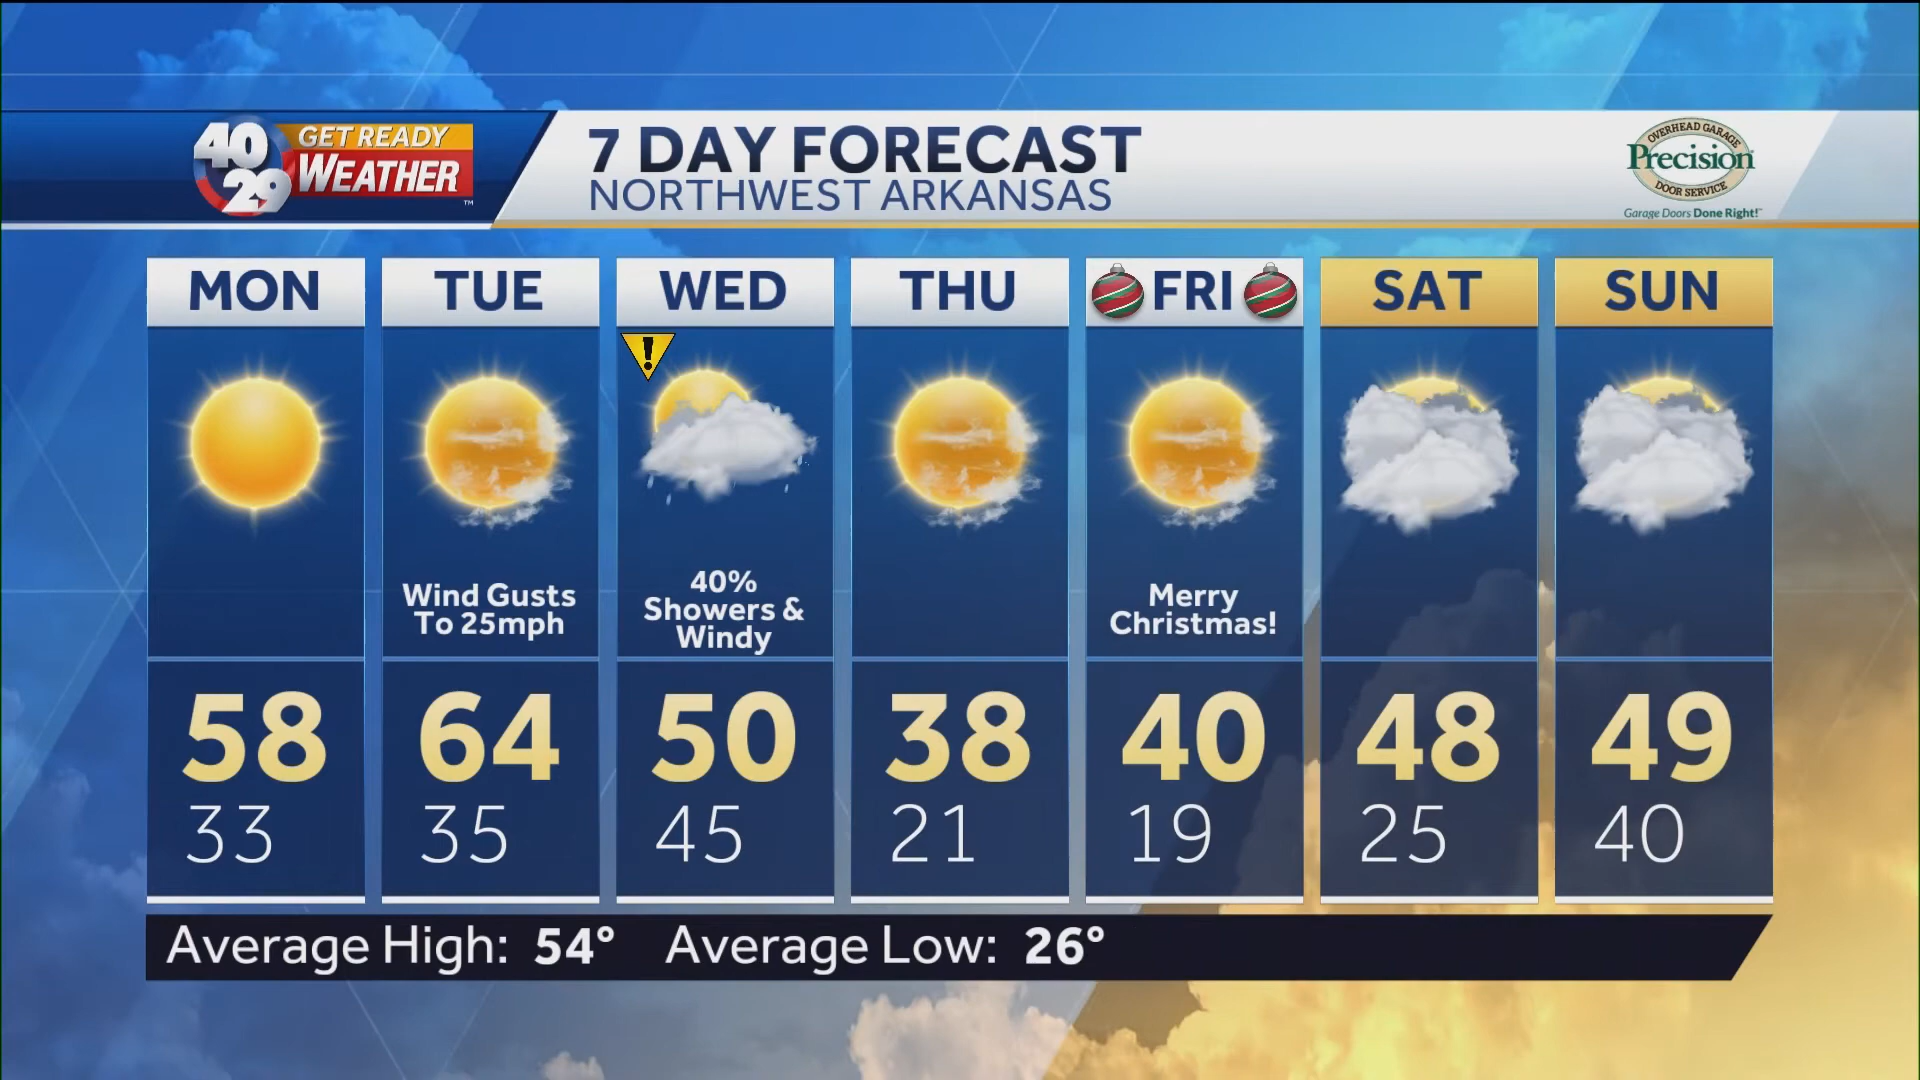 40
29
GET READY
WEATHER
™
7 DAY FORECAST
NORTHWEST ARKANSAS
OVERHEAD GARAGE
Precision
DOOR SERVICE
Garage Doors Done Right!™
MON
58
33
TUE
Wind Gusts
To 25mph
64
35
WED
!
40%
Showers &
Windy
50
45
THU
38
21
FRI
Merry
Christmas!
40
19
SAT
48
25
SUN
49
40
Average High: 54° Average Low: 26°